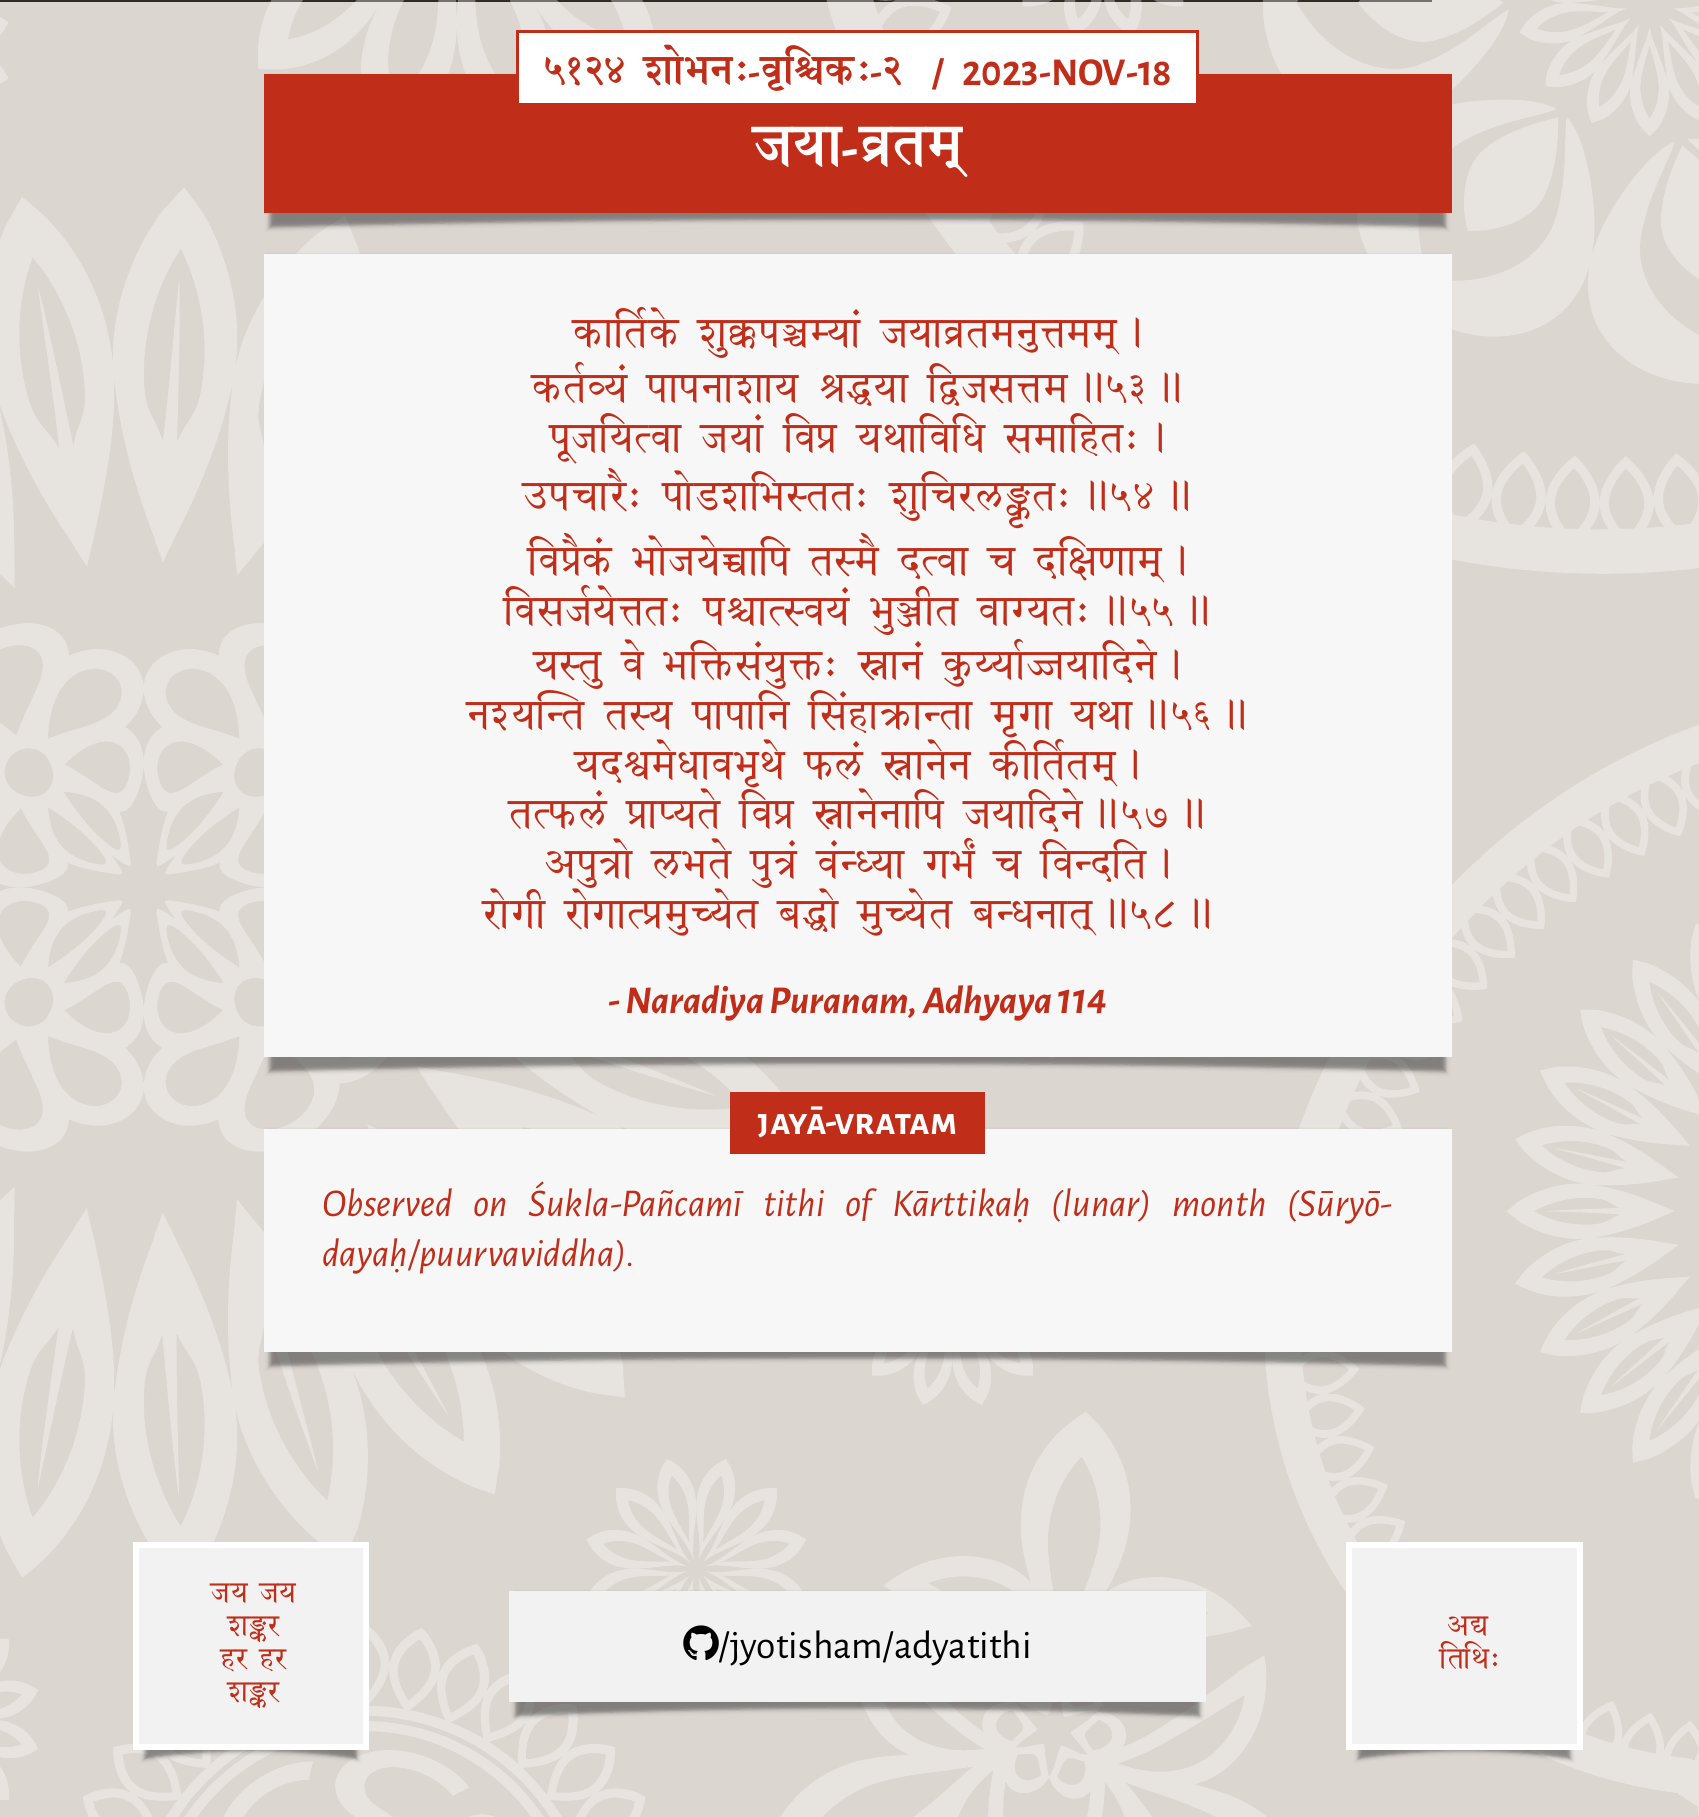 ५१२४ शोभनः-वृश्चिकः-२ / 2023-NOV-18
जया-व्रतम्
कार्तिके शुक्लपञ्चम्यां जयाव्रतमनुत्तमम्।
कर्तव्यं पापनाशाय श्रद्धया द्विजसत्तम॥५३॥
पूजयित्वा जयां विप्र यथाविधि समाहितः।
उपचारैः षोडशभिस्ततः शुचिरलङ्कृतः॥५४॥
विप्रैकं भोजयेच्चापि तस्मै दत्वा च दक्षिणाम्।
विसर्जयेत्ततः पश्चात्स्वयं भुञ्जीत वाग्यतः॥५५॥
यस्तु वे भक्तिसंयुक्तः स्नानं कुर्य्याज्जयादिने।
नश्यन्ति तस्य पापानि सिंहाक्रान्ता मृगा यथा॥५६॥
यदश्वमेधावभृथे फलं स्नानेन कीर्तितम्।
तत्फलं प्राप्यते विप्र स्नानेनापि जयादिने॥५७॥
अपुत्रो लभते पुत्रं वंन्ध्या गर्भं च विन्दति।
रोगी रोगात्प्रमुच्येत बद्धो मुच्येत बन्धनात्॥५८॥
- Naradiya Puranam, Adhyaya 114
JAYĀ-VRATAM
Observed on Śukla-Pañcamī tithi of Kārttikaḥ (lunar) month (Sūryō-
dayaḥ/puurvaviddha).
जय जय
शङ्कर
हर हर
शङ्कर
/jyotisham/adyatithi
अद्य
तिथिः